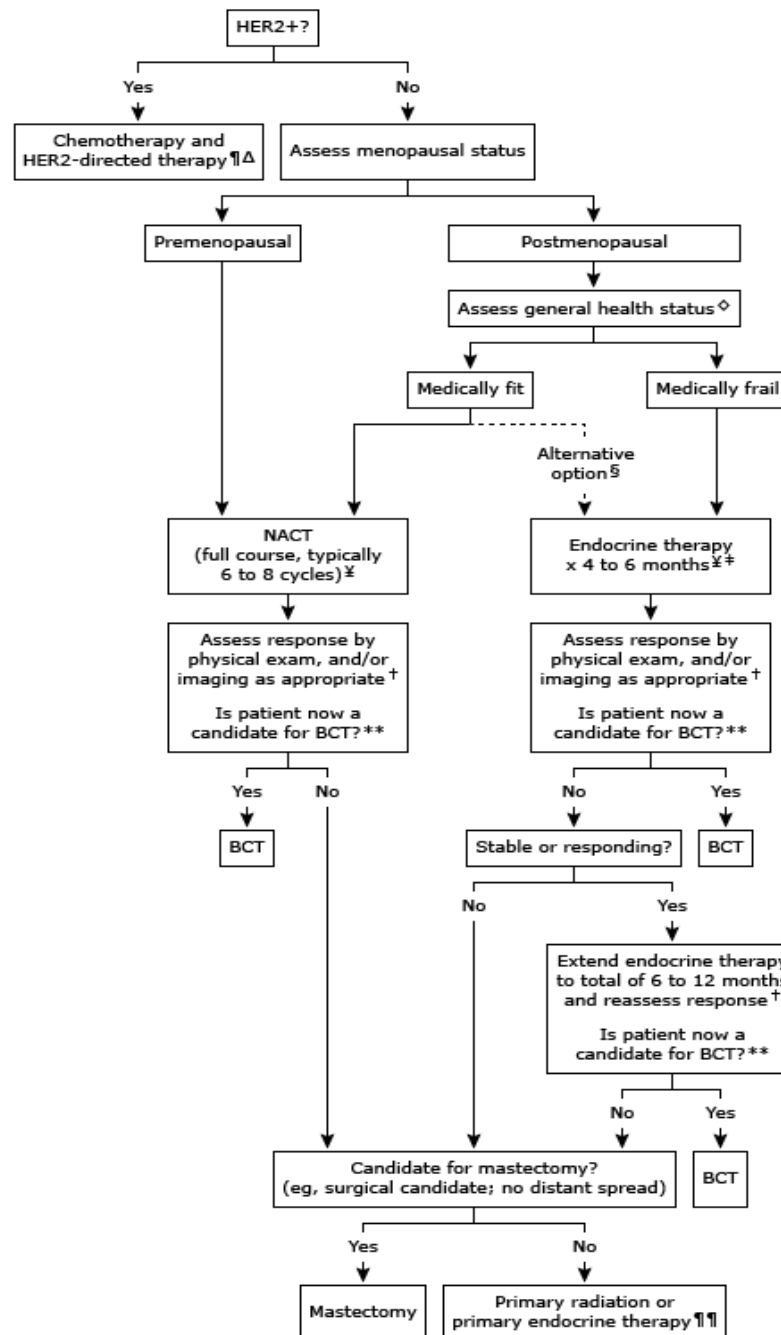 HER2+?
Yes
No
Chemotherapy and
HER2-directed therapy¶Δ
Assess menopausal status
Premenopausal
Postmenopausal
Assess general health status◇
Medically fit
Medically frail
Alternative
option§
NACT
(full course, typically
6 to 8 cycles)¥
Endocrine therapy
x 4 to 6 months¥‡
Assess response by
physical exam, and/or
imaging as appropriate†
Is patient now a
candidate for BCT?**
Assess response by
physical exam, and/or
imaging as appropriate†
Is patient now a
candidate for BCT?**
Yes
No
No
Yes
BCT
Stable or responding?
BCT
No
Yes
Extend endocrine therapy
to total of 6 to 12 months
and reassess response†
Is patient now a
candidate for BCT?**
No
Yes
Candidate for mastectomy?
(eg, surgical candidate; no distant spread)
BCT
Yes
No
Mastectomy
Primary radiation or
primary endocrine therapy¶¶